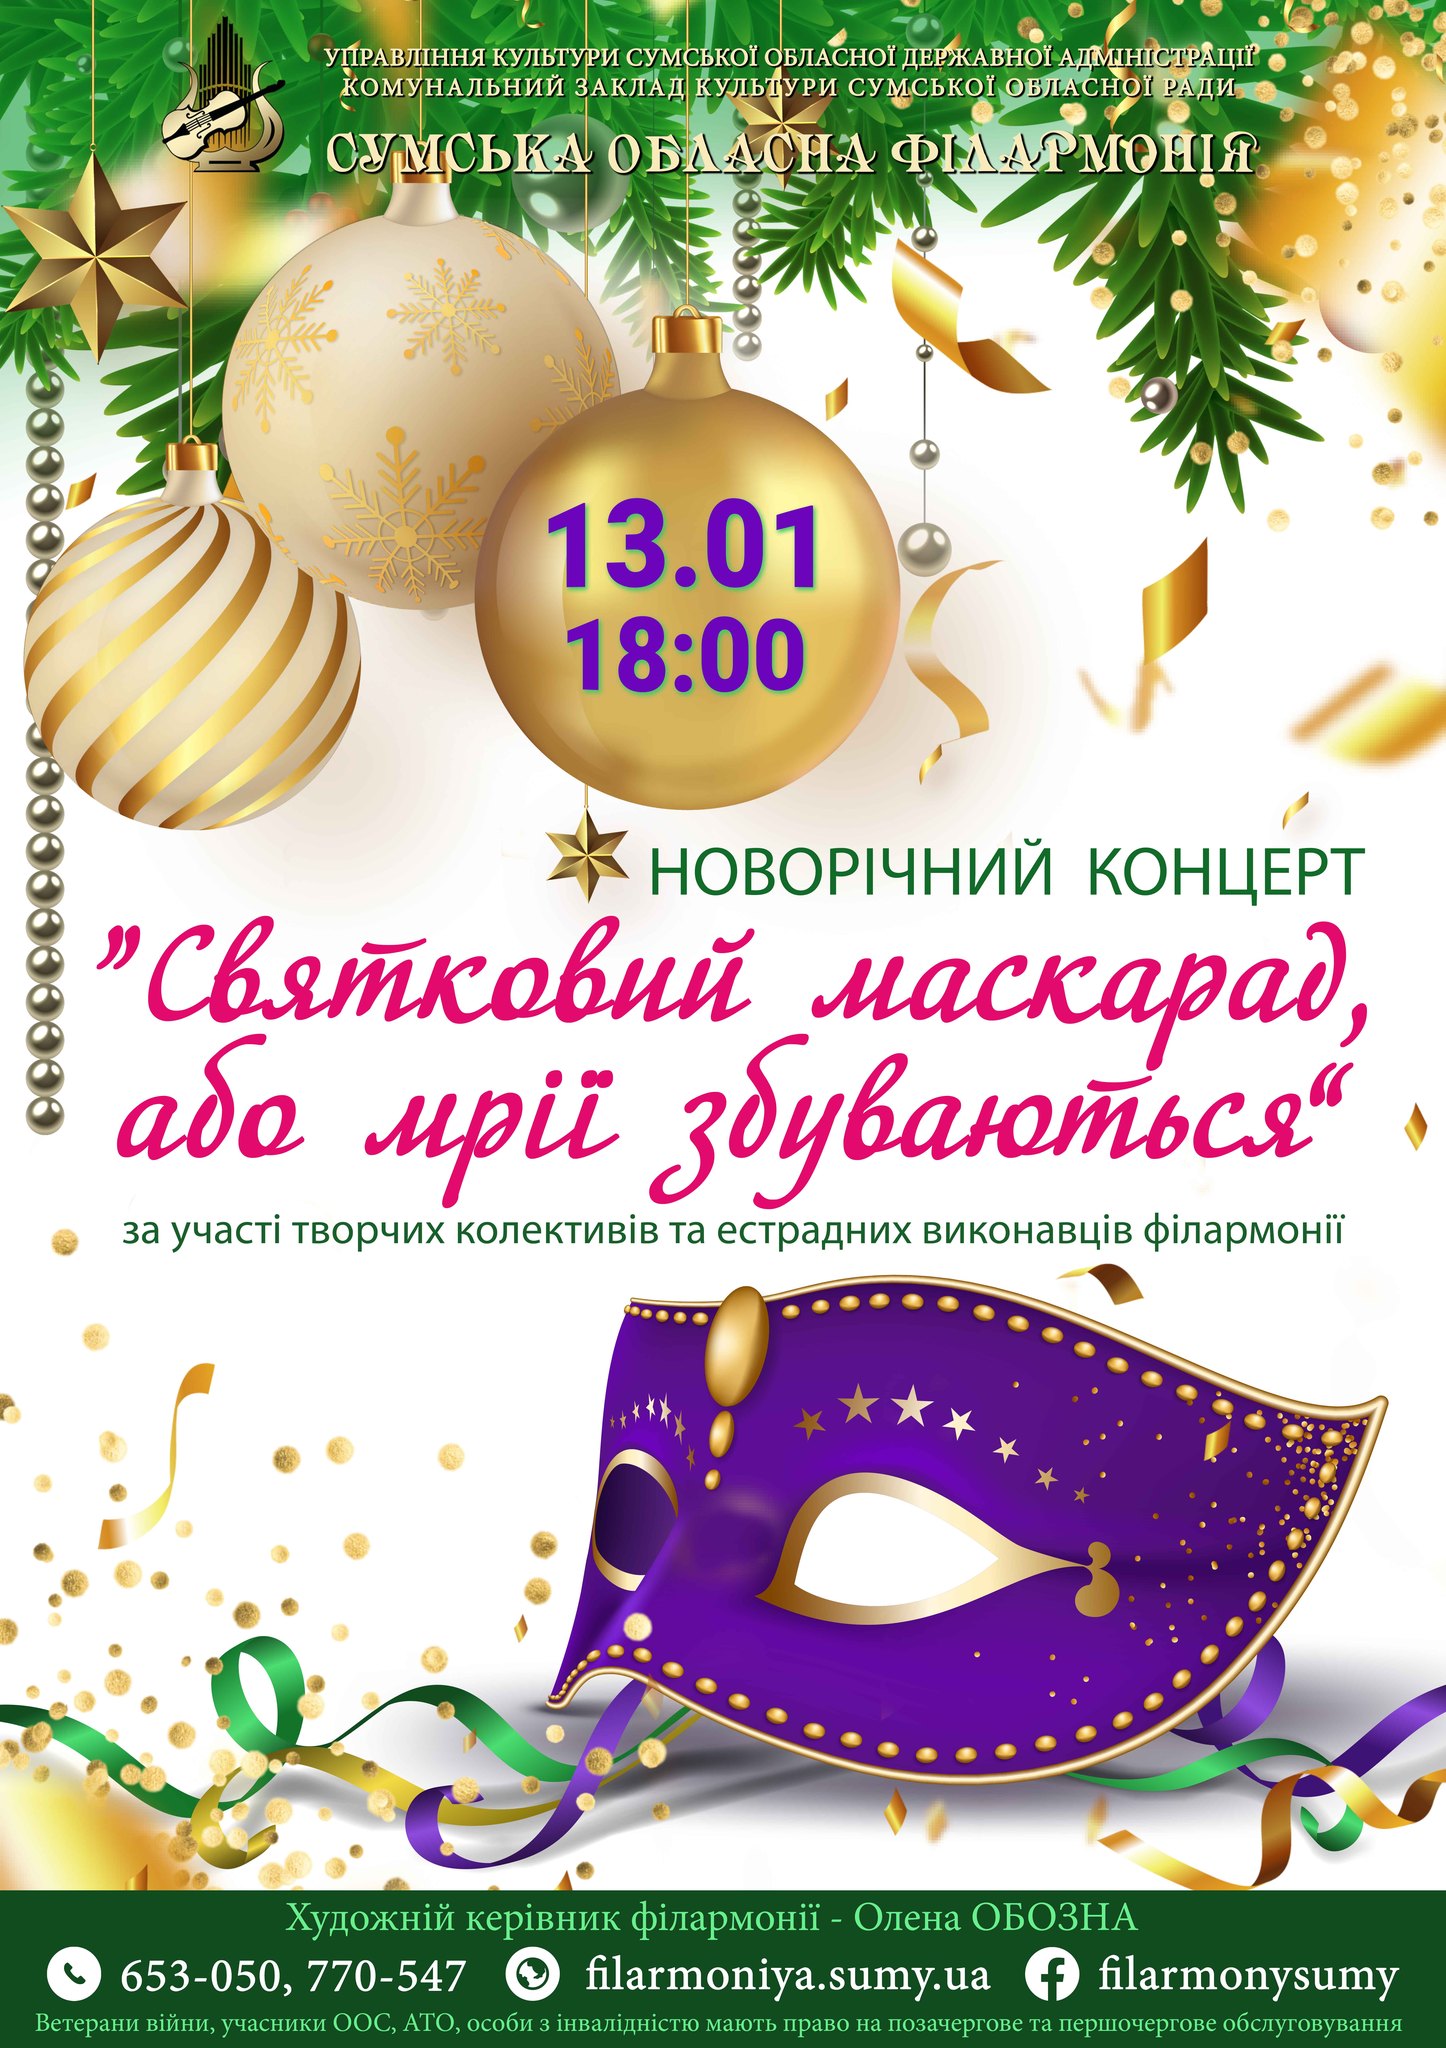 УПРАВЛІННЯ КУЛЬТУРИ СУМСЬКОЇ ОБЛАСНОЇ ДЕРЖАВНОЇ АДМІНІСТРАЦІЇ
КОМУНАЛЬНИЙ ЗАКЛАД КУЛЬТУРИ СУМСЬКОЇ ОБЛАСНОЇ РАДИ
СУМСЬКА ОБЛАСНА ФІЛАРМОНІЯ
13.01
18:00
НОВОРІЧНИЙ КОНЦЕРТ
”Святковий маскарад,
або мрії збуваються“
за участі творчих колективів та естрадних виконавців філармонії
Художній керівник філармонії - Олена ОБОЗНА
653-050, 770-547 filarmoniya.sumy.ua filarmonysumy
Ветерани війни, учасники ООС, АТО, особи з інвалідністю мають право на позачергове та першочергове обслуговування